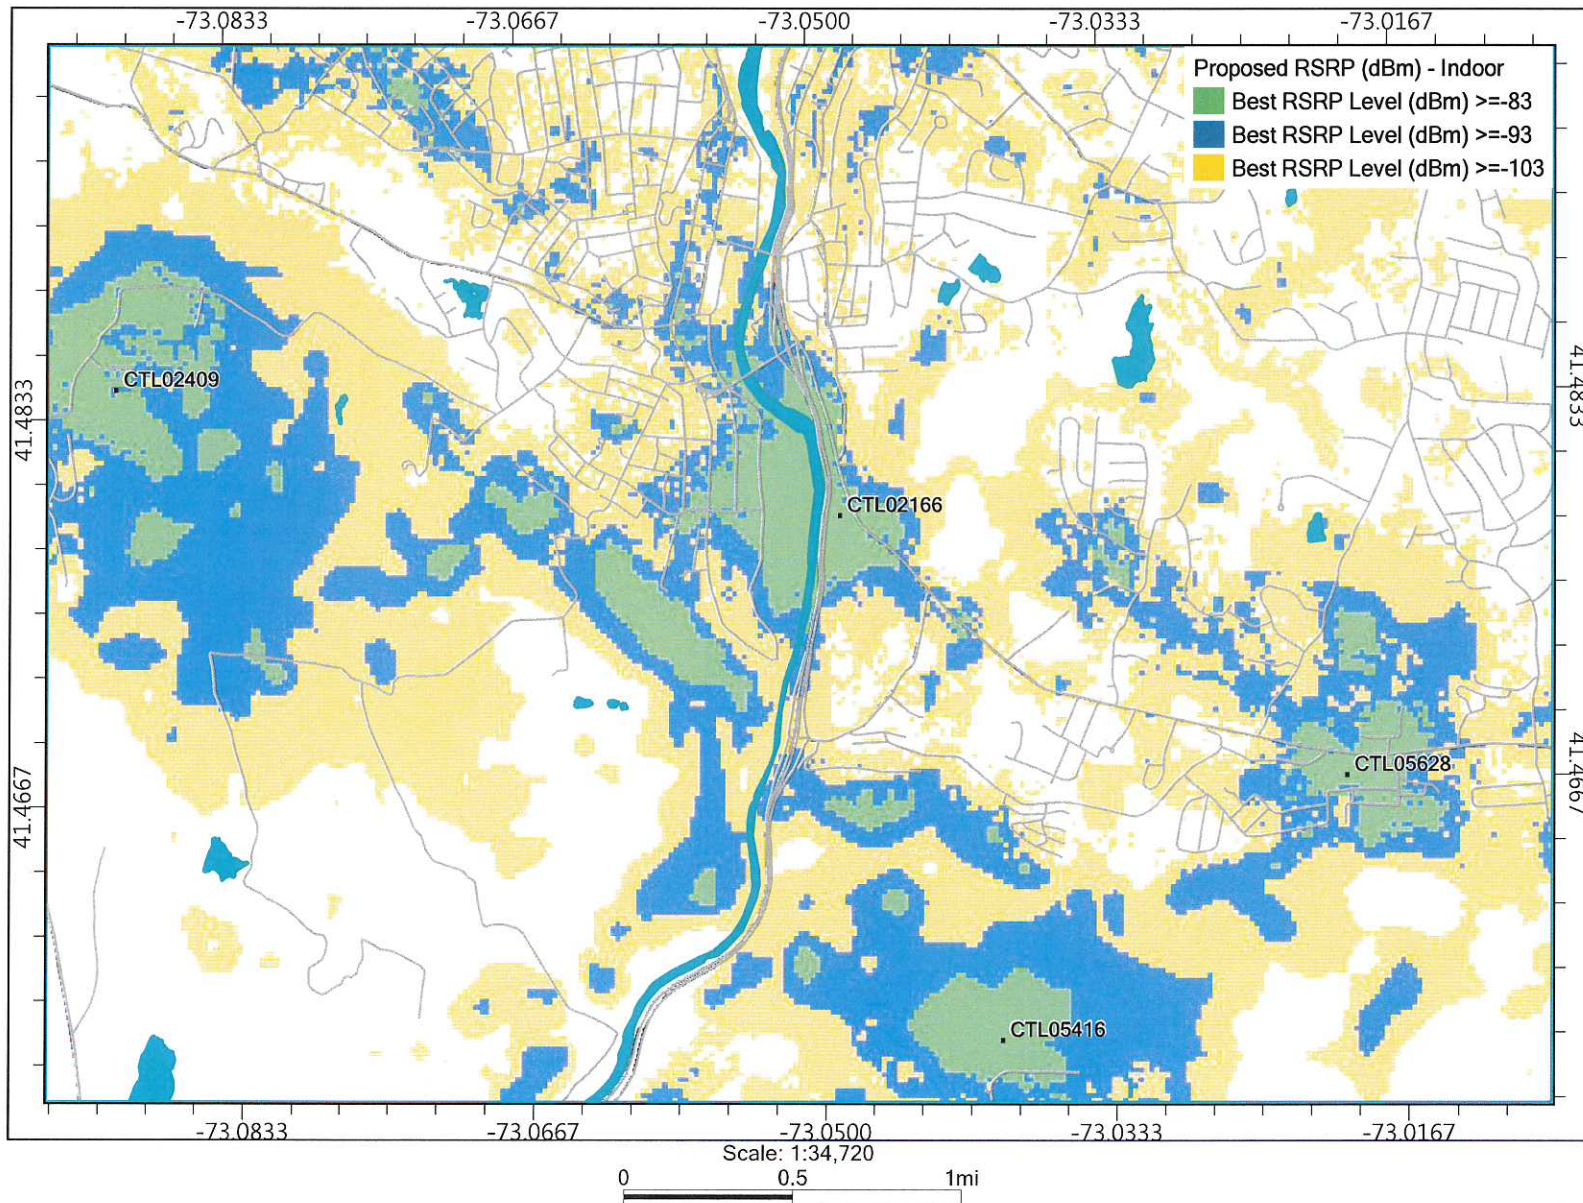 -73.0833 -73.0667 -73.0500 -73.0333 -73.0167
Proposed RSRP (dBm) - Indoor
Best RSRP Level (dBm) >=-83
Best RSRP Level (dBm) >=-93
Best RSRP Level (dBm) >=-103
CTL02409
41.4833
41.4833
CTL02166
CTL05628
41.4667
41.4667
CTL05416
-73.0833 -73.0667 -73.0500 -73.0333 -73.0167
Scale: 1:34,720
0 0.5 1mi